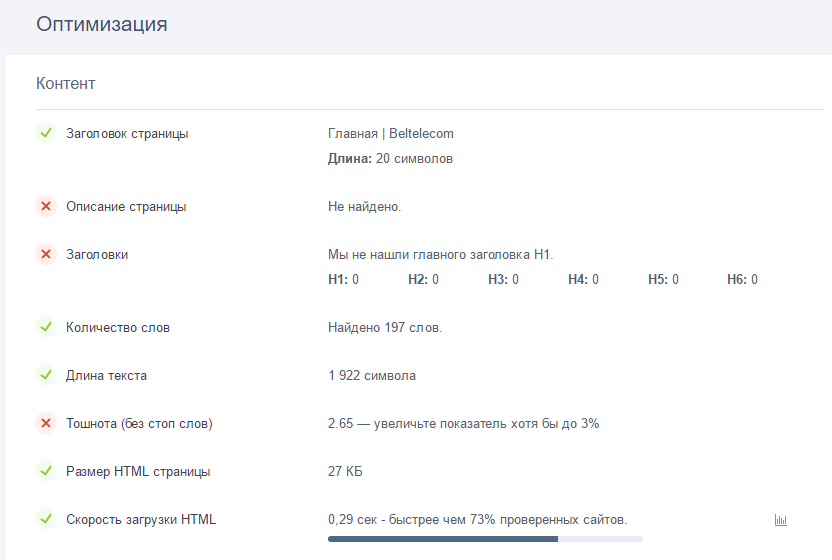 Оптимизация
Контент
Заголовок страницы Главная | Beltelecom
Длина: 20 символов
Описание страницы Не найдено.
Заголовки Мы не нашли главного заголовка H1.
H1: 0 H2: 0 H3: 0 H4: 0 H5: 0 H6: 0
Количество слов Найдено 197 слов.
Длина текста 1 922 символа
Тошнота (без стоп слов) 2.65 — увеличьте показатель хотя бы до 3%
Размер HTML страницы 27 КБ
Скорость загрузки HTML 0,29 сек - быстрее чем 73% проверенных сайтов.